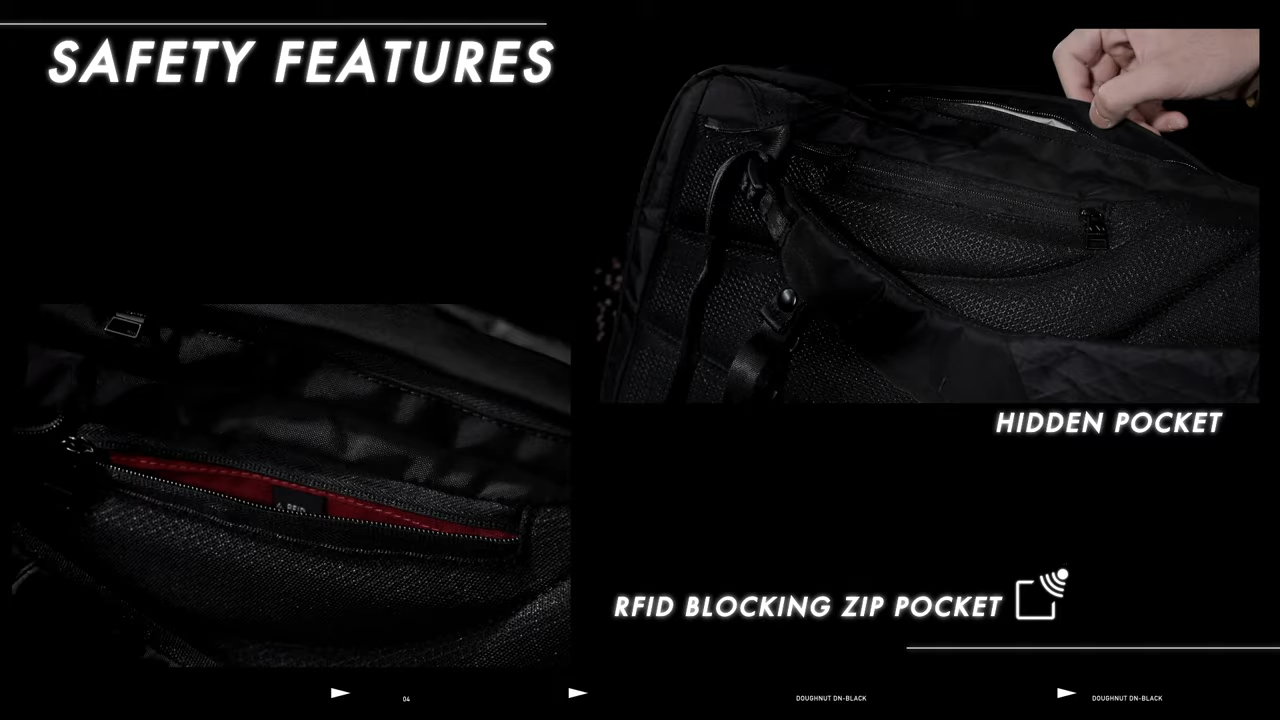 SAFETY FEATURES
HIDDEN POCKET
RFID BLOCKING ZIP POCKET
04
DOUGHNUT DN-BLACK
DOUGHNUT DN-BLACK